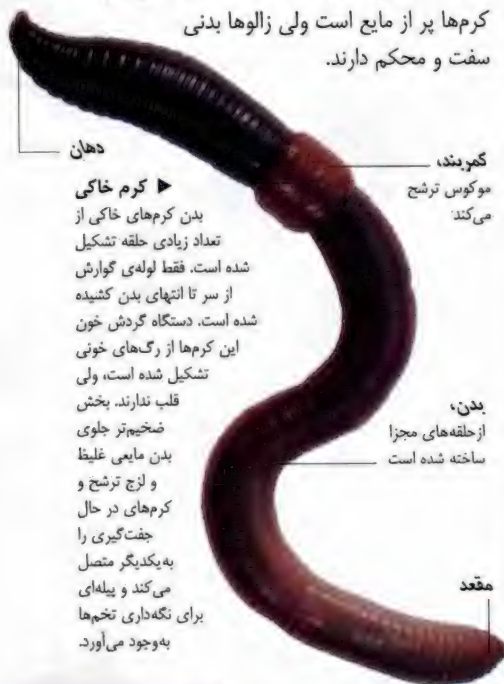 کرم‌ها پر از مایع است ولی زالوها بدنی
سفت و محکم دارند.
دهان
کمربند،
موکوس ترشح
می‌کند
◀ کرم خاکی
بدن کرم‌های خاکی از
تعداد زیادی حلقه تشکیل
شده است. فقط لوله‌ی گوارش
از سر تا انتهای بدن کشیده
شده است. دستگاه گردش خون
این کرم‌ها از رگ‌های خونی
تشکیل شده است، ولی
قلب ندارند. بخش
ضخیم‌تر جلوی
بدن مایعی غلیظ
و لزج ترشح و
کرم‌های در حال
جفت‌گیری را
به‌یکدیگر متصل
می‌کند و پیله‌ای
برای نگه‌داری تخم‌ها
به‌وجود می‌آورد.
بدن،
ازحلقه‌های مجزا
ساخته شده است
مقعد